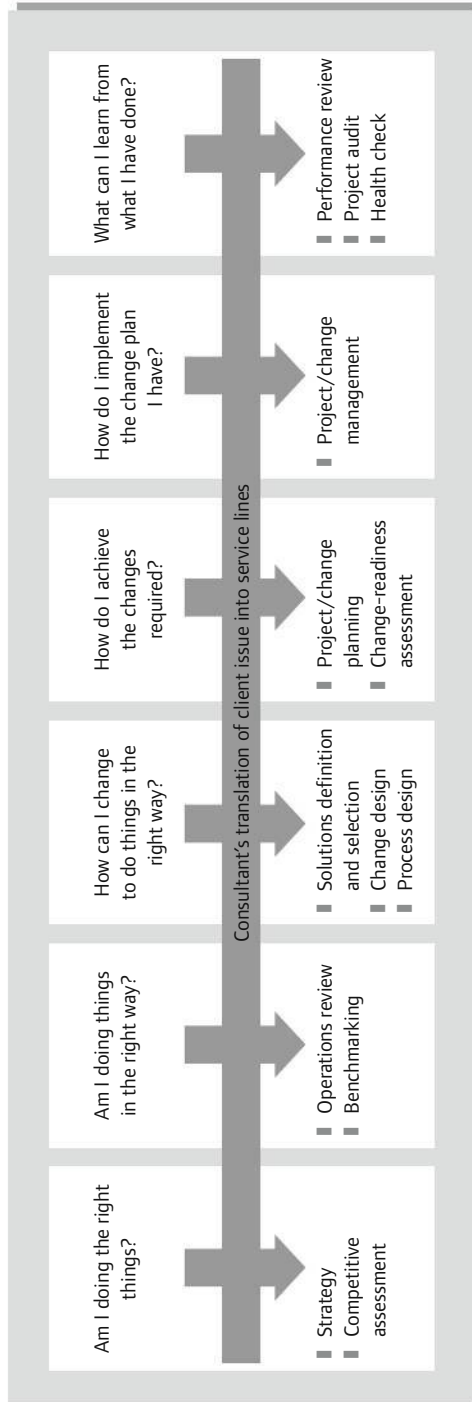 Am I doing the right
things?
Am I doing things
in the right way?
How can I change
to do things in the
right way?
How do I achieve
the changes
required?
How do I implement
the change plan
I have?
What can I learn from
what I have done?
Consultant's translation of client issue into service lines
Strategy
Competitive
assessment
Operations review
Benchmarking
Solutions definition
and selection
Change design
Process design
Project/change
planning
Change-readiness
assessment
Project/change
management
Performance review
Project audit
Health check